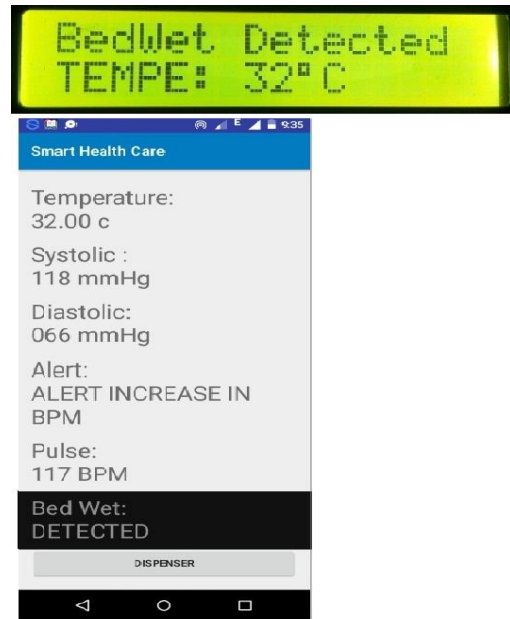 BedWet Detected
TEMPE: 32°C
E 9:35
Smart Health Care
Temperature:
32.00 c
Systolic :
118 mmHg
Diastolic:
066 mmHg
Alert:
ALERT INCREASE IN
BPM
Pulse:
117 BPM
Bed Wet:
DETECTED
DISPENSER